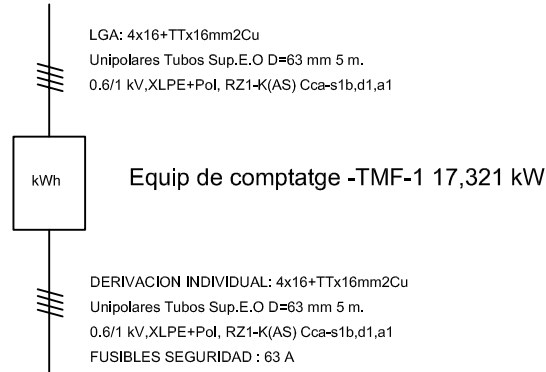 LGA: 4x16+TTx16mm2Cu
Unipolares Tubos Sup.E.O D=63 mm 5 m.
0.6/1 kV,XLPE+Pol, RZ1-K(AS) Cca-s1b,d1,a1
kWh
Equip de comptatge -TMF-1 17,321 kW
DERIVACION INDIVIDUAL: 4x16+TTx16mm2Cu
Unipolares Tubos Sup.E.O D=63 mm 5 m.
0.6/1 kV,XLPE+Pol, RZ1-K(AS) Cca-s1b,d1,a1
FUSIBLES SEGURIDAD : 63 A